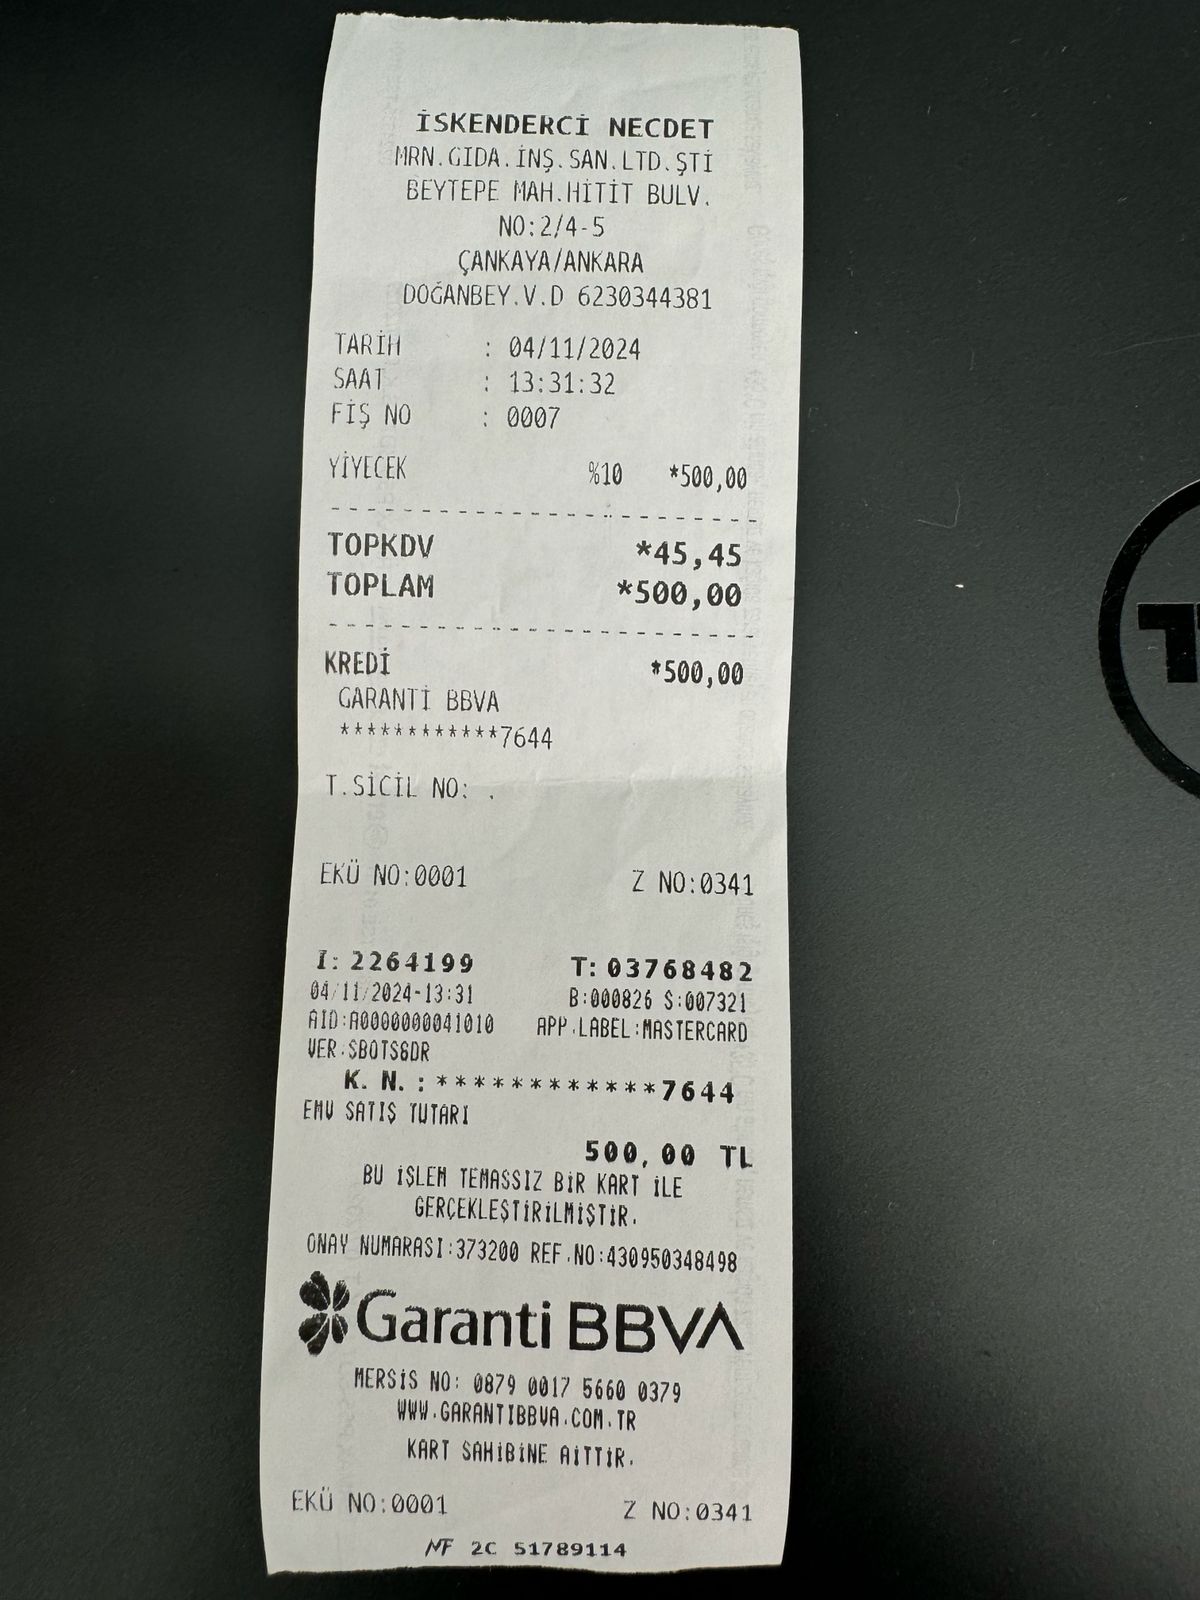 İSKENDERCİ NECDET
MRN.GIDA.İNŞ.SAN.LTD.ŞTİ
BEYTEPE MAH.HİTİT BULV.
NO:2/4-5
ÇANKAYA/ANKARA
DOĞANBEY.V.D 6230344381
TARİH : 04/11/2024
SAAT : 13:31:32
FİŞ NO : 0007
YİYECEK %10 *500,00
TOPKDV *45,45
TOPLAM *500,00
KREDİ *500,00
GARANTİ BBVA
************7644
T.SİCİL NO: .
EKÜ NO:0001 Z NO:0341
I: 2264199 T: 03768482
04/11/2024-13:31 B:000826 S:007321
AID:A0000000041010 APP.LABEL:MASTERCARD
VER.SBOTS6DR
K. N. : ************7644
EMV SATIŞ TUTARI
500,00 TL
BU İŞLEM TEMASSIZ BİR KART İLE
GERÇEKLEŞTİRİLMİŞTİR.
ONAY NUMARASI:373200 REF.NO:430950348498
Garanti BBVA
MERSİS NO: 0879 0017 5660 0379
WWW.GARANTIBBVA.COM.TR
KART SAHİBİNE AİTTİR.
EKÜ NO:0001 Z NO:0341
MF 2C 51789114